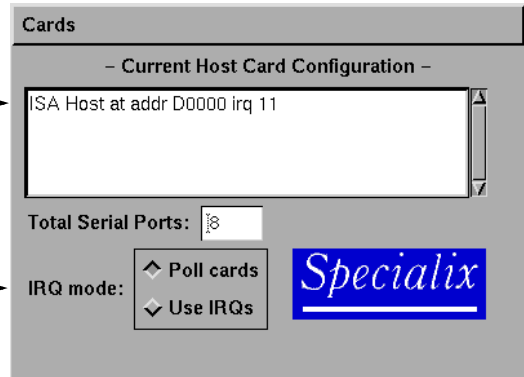 Cards
– Current Host Card Configuration –
ISA Host at addr D0000 irq 11
Total Serial Ports: 8
IRQ mode:
Poll cards
Use IRQs
Specialix